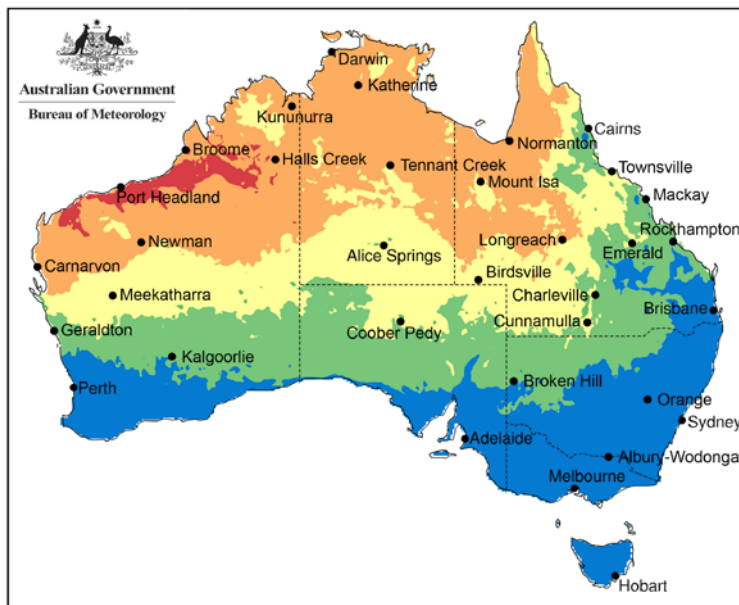 Australian Government
Bureau of Meteorology
Darwin
Katherine
Kununurra
Cairns
Broome
Halls Creek
Normanton
Tennant Creek
Townsville
Mount Isa
Port Headland
Mackay
Rockhampton
Newman
Longreach
Alice Springs
Emerald
Carnarvon
Birdsville
Meekatharra
Charleville
Brisbane
Geraldton
Coober Pedy
Cunnamulla
Kalgoorlie
Perth
Broken Hill
Orange
Sydney
Adelaide
Albury-Wodonga
Melbourne
Hobart